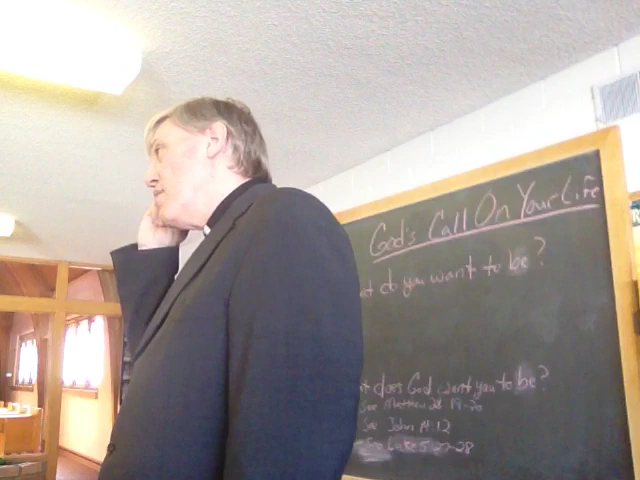 God's Call On Your Life
do you want to be?
does God want you to be?
See Matthew 28 19-20
See John 14:12
See Luke 5:27-28